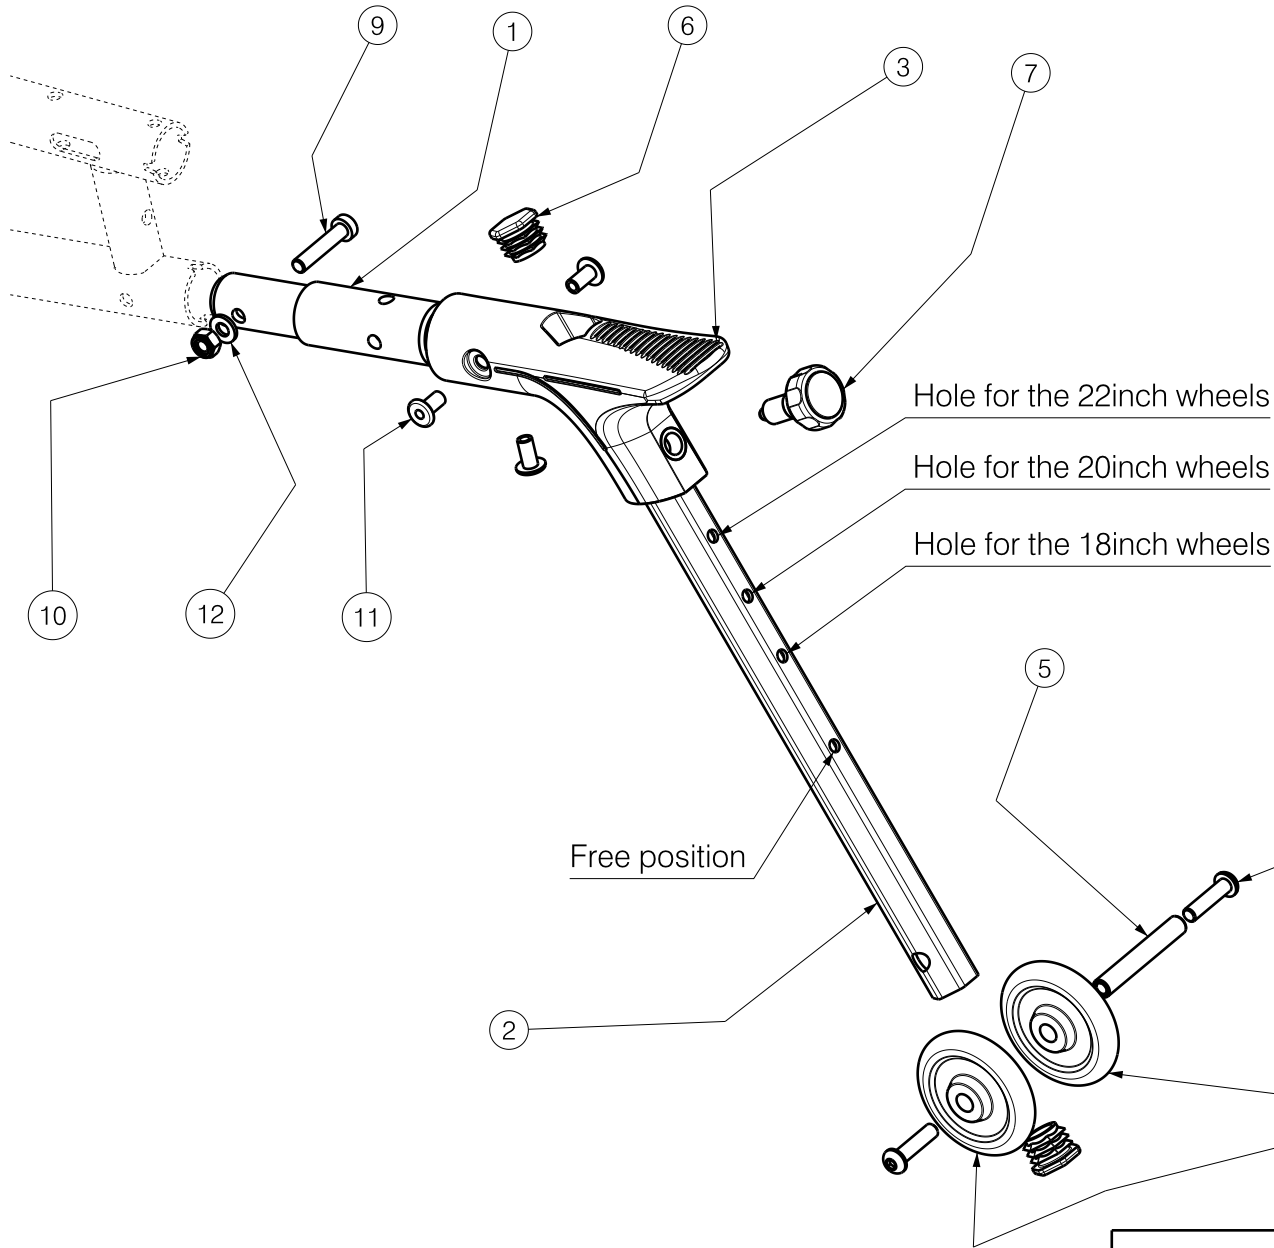 9
1
6
3
7
Hole for the 22inch wheels
Hole for the 20inch wheels
Hole for the 18inch wheels
10
12
11
5
Free position
2